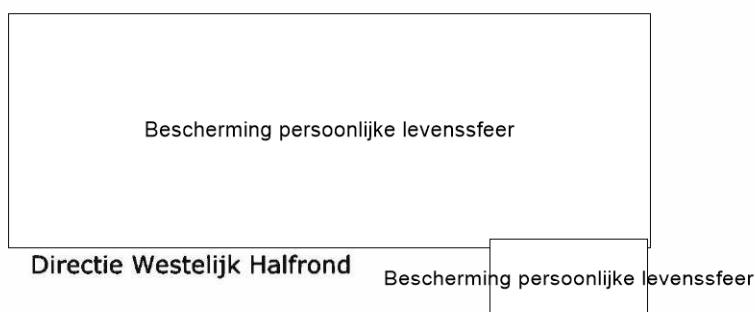 Bescherming persoonlijke levenssfeer
Directie Westelijk Halfrond
Bescherming persoonlijke levenssfeer